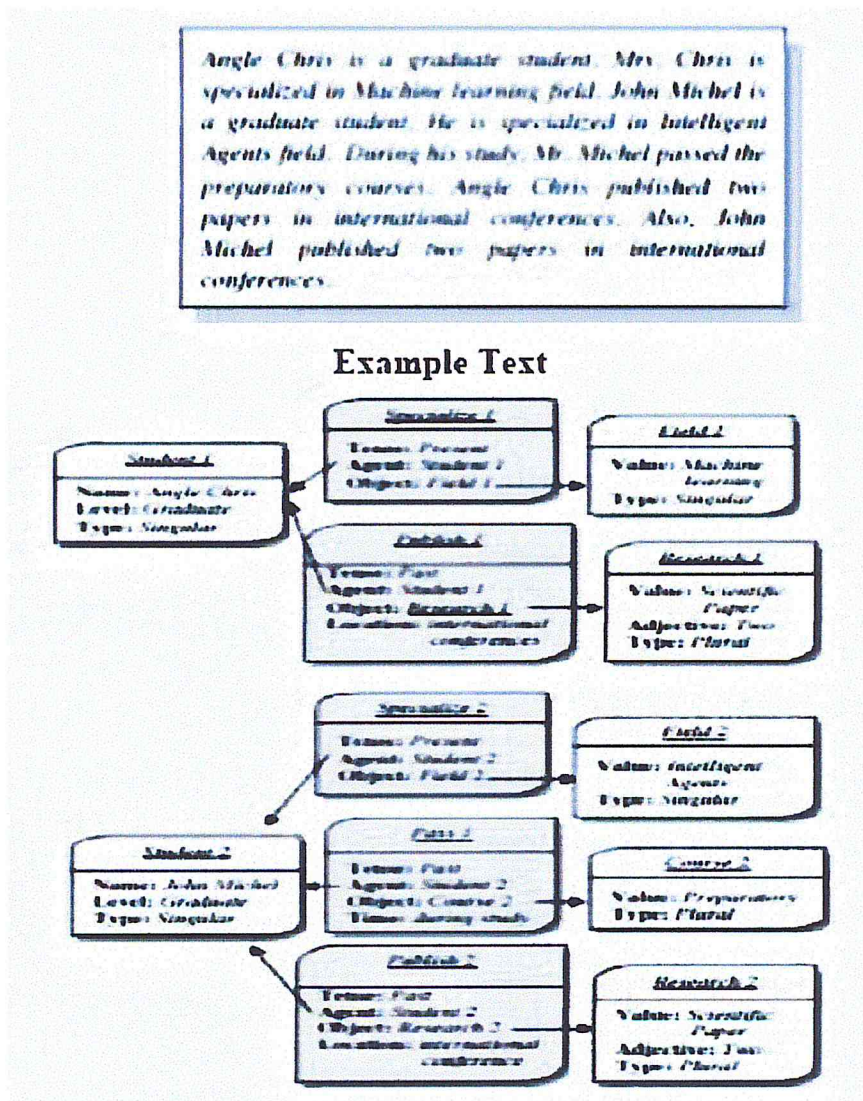 Angle Chris is a graduate student. Mrs. Chris is
specialized in Machine learning field. John Michel is
a graduate student. He is specialized in Intelligent
Agents field. During his study, Mr. Michel passed the
preparatory courses. Angle Chris published two
papers in international conferences. Also, John
Michel published two papers in international
conferences.
Example Text
Specialize 1
Tense: Present
Agent: Student 1
Object: Field 1
Field 1
Value: Machine
learning
Type: Singular
Student 1
Name: Angle Chris
Level: Graduate
Type: Singular
Publish 1
Tense: Past
Agent: Student 1
Object: Research 1
Location: international
conferences
Research 1
Value: Scientific
Paper
Adjective: Two
Type: Plural
Specialize 2
Tense: Present
Agent: Student 2
Object: Field 2
Field 2
Value: Intelligent
Agents
Type: Singular
Student 2
Name: John Michel
Level: Graduate
Type: Singular
Pass 1
Tense: Past
Agent: Student 2
Object: Course 2
Time: during study
Course 2
Value: Preparatory
Type: Plural
Publish 2
Tense: Past
Agent: Student 2
Object: Research 2
Location: international
conference
Research 2
Value: Scientific
Paper
Adjective: Two
Type: Plural